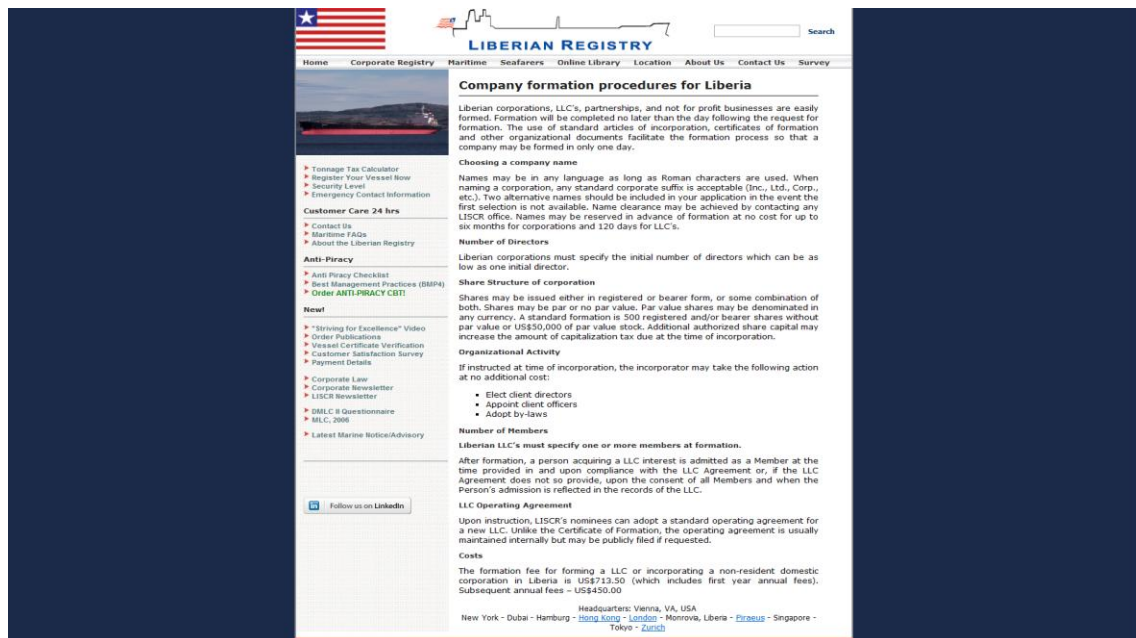 LIBERIAN REGISTRY
Search
Home Corporate Registry Maritime Seafarers Online Library Location About Us Contact Us Survey
Tonnage Tax Calculator
Register Your Vessel Now
Security Level
Emergency Contact Information
Customer Care 24 hrs
Contact Us
Maritime FAQs
About the Liberian Registry
Anti-Piracy
Anti Piracy Checklist
Best Management Practices (BMP4)
Order ANTI-PIRACY CBT!
New!
"Striving for Excellence" Video
Order Publications
Vessel Certificate Verification
Customer Satisfaction Survey
Payment Details
Corporate Law
Corporate Newsletter
LISCR Newsletter
DMLC II Questionnaire
MLC, 2006
Latest Marine Notice/Advisory
Follow us on LinkedIn
Company formation procedures for Liberia
Liberian corporations, LLC's, partnerships, and not for profit businesses are easily
formed. Formation will be completed no later than the day following the request for
formation. The use of standard articles of incorporation, certificates of formation
and other organizational documents facilitate the formation process so that a
company may be formed in only one day.
Choosing a company name
Names may be in any language as long as Roman characters are used. When
naming a corporation, any standard corporate suffix is acceptable (Inc., Ltd., Corp.,
etc.). Two alternative names should be included in your application in the event the
first selection is not available. Name clearance may be achieved by contacting any
LISCR office. Names may be reserved in advance of formation at no cost for up to
six months for corporations and 120 days for LLC's.
Number of Directors
Liberian corporations must specify the initial number of directors which can be as
low as one initial director.
Share Structure of corporation
Shares may be issued either in registered or bearer form, or some combination of
both. Shares may be par or no par value. Par value shares may be denominated in
any currency. A standard formation is 500 registered and/or bearer shares without
par value or US$50,000 of par value stock. Additional authorized share capital may
increase the amount of capitalization tax due at the time of incorporation.
Organizational Activity
If instructed at time of incorporation, the incorporator may take the following action
at no additional cost:
Elect client directors
Appoint client officers
Adopt by-laws
Number of Members
Liberian LLC's must specify one or more members at formation.
After formation, a person acquiring a LLC interest is admitted as a Member at the
time provided in and upon compliance with the LLC Agreement or, if the LLC
Agreement does not so provide, upon the consent of all Members and when the
Person's admission is reflected in the records of the LLC.
LLC Operating Agreement
Upon instruction, LISCR's nominees can adopt a standard operating agreement for
a new LLC. Unlike the Certificate of Formation, the operating agreement is usually
maintained internally but may be publicly filed if requested.
Costs
The formation fee for forming a LLC or incorporating a non-resident domestic
corporation in Liberia is US$713.50 (which includes first year annual fees).
Subsequent annual fees – US$450.00
Headquarters: Vienna, VA, USA
New York - Dubai - Hamburg - Hong Kong - London - Monrovia, Liberia - Piraeus - Singapore -
Tokyo - Zurich